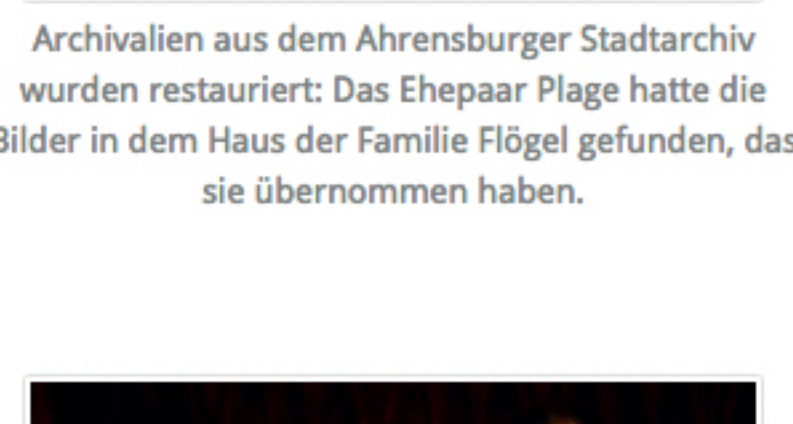 Archivalien aus dem Ahrensburger Stadtarchiv
wurden restauriert: Das Ehepaar Plage hatte die
Bilder in dem Haus der Familie Flögel gefunden, das
sie übernommen haben.